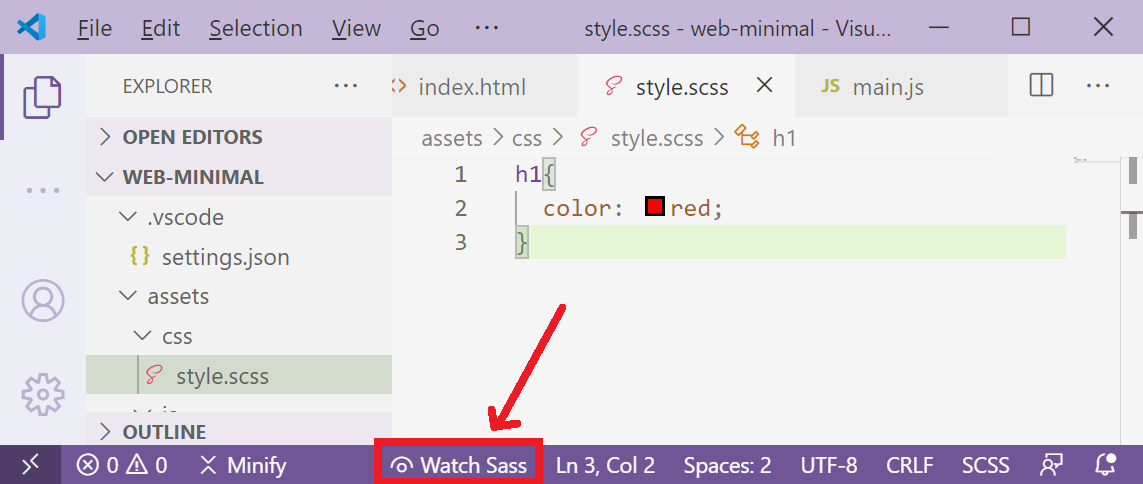 File Edit Selection View Go ··· style.scss - web-minimal - Visu...
EXPLORER ···
<> index.html style.scss JS main.js ···
OPEN EDITORS
assets > css > style.scss > h1
WEB-MINIMAL
1 h1{
2 color: red;
3 }
.vscode
{} settings.json
assets
css
style.scss
OUTLINE
0 0 Minify Watch Sass Ln 3, Col 2 Spaces: 2 UTF-8 CRLF SCSS